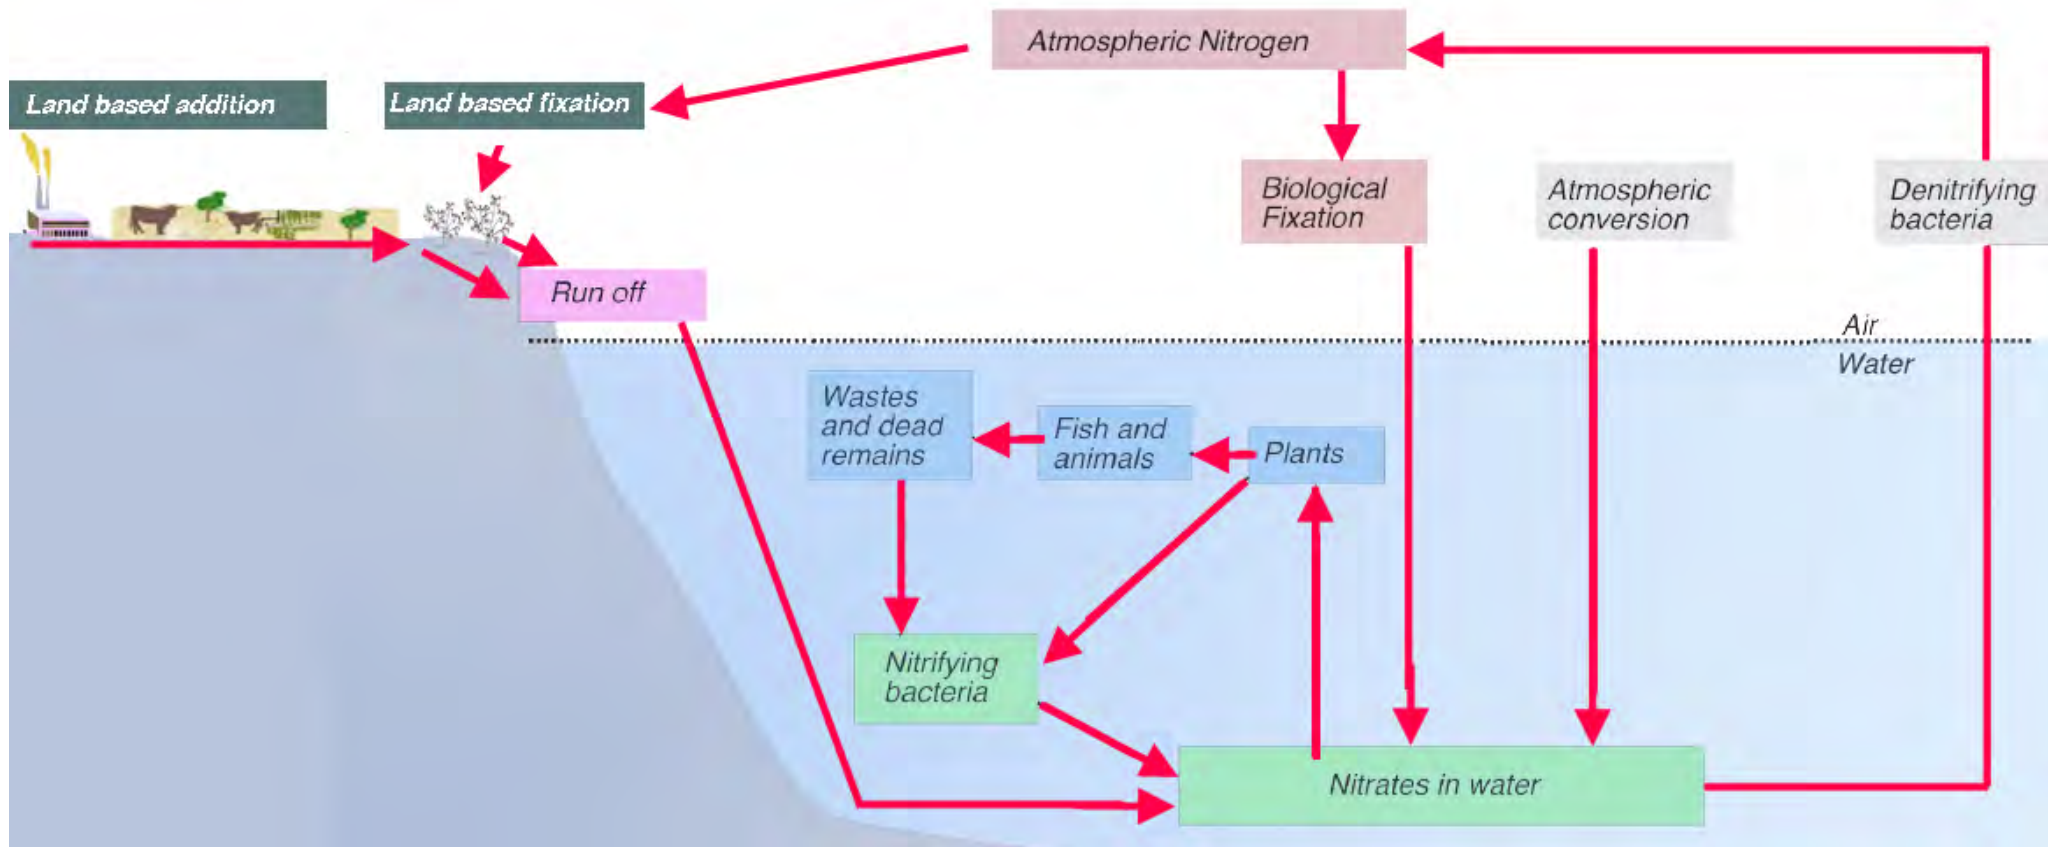 Atmospheric Nitrogen
Land based addition
Land based fixation
Biological
Fixation
Atmospheric
conversion
Denitrifying
bacteria
Run off
Air
Water
Wastes
and dead
remains
Fish and
animals
Plants
Nitrifying
bacteria
Nitrates in water